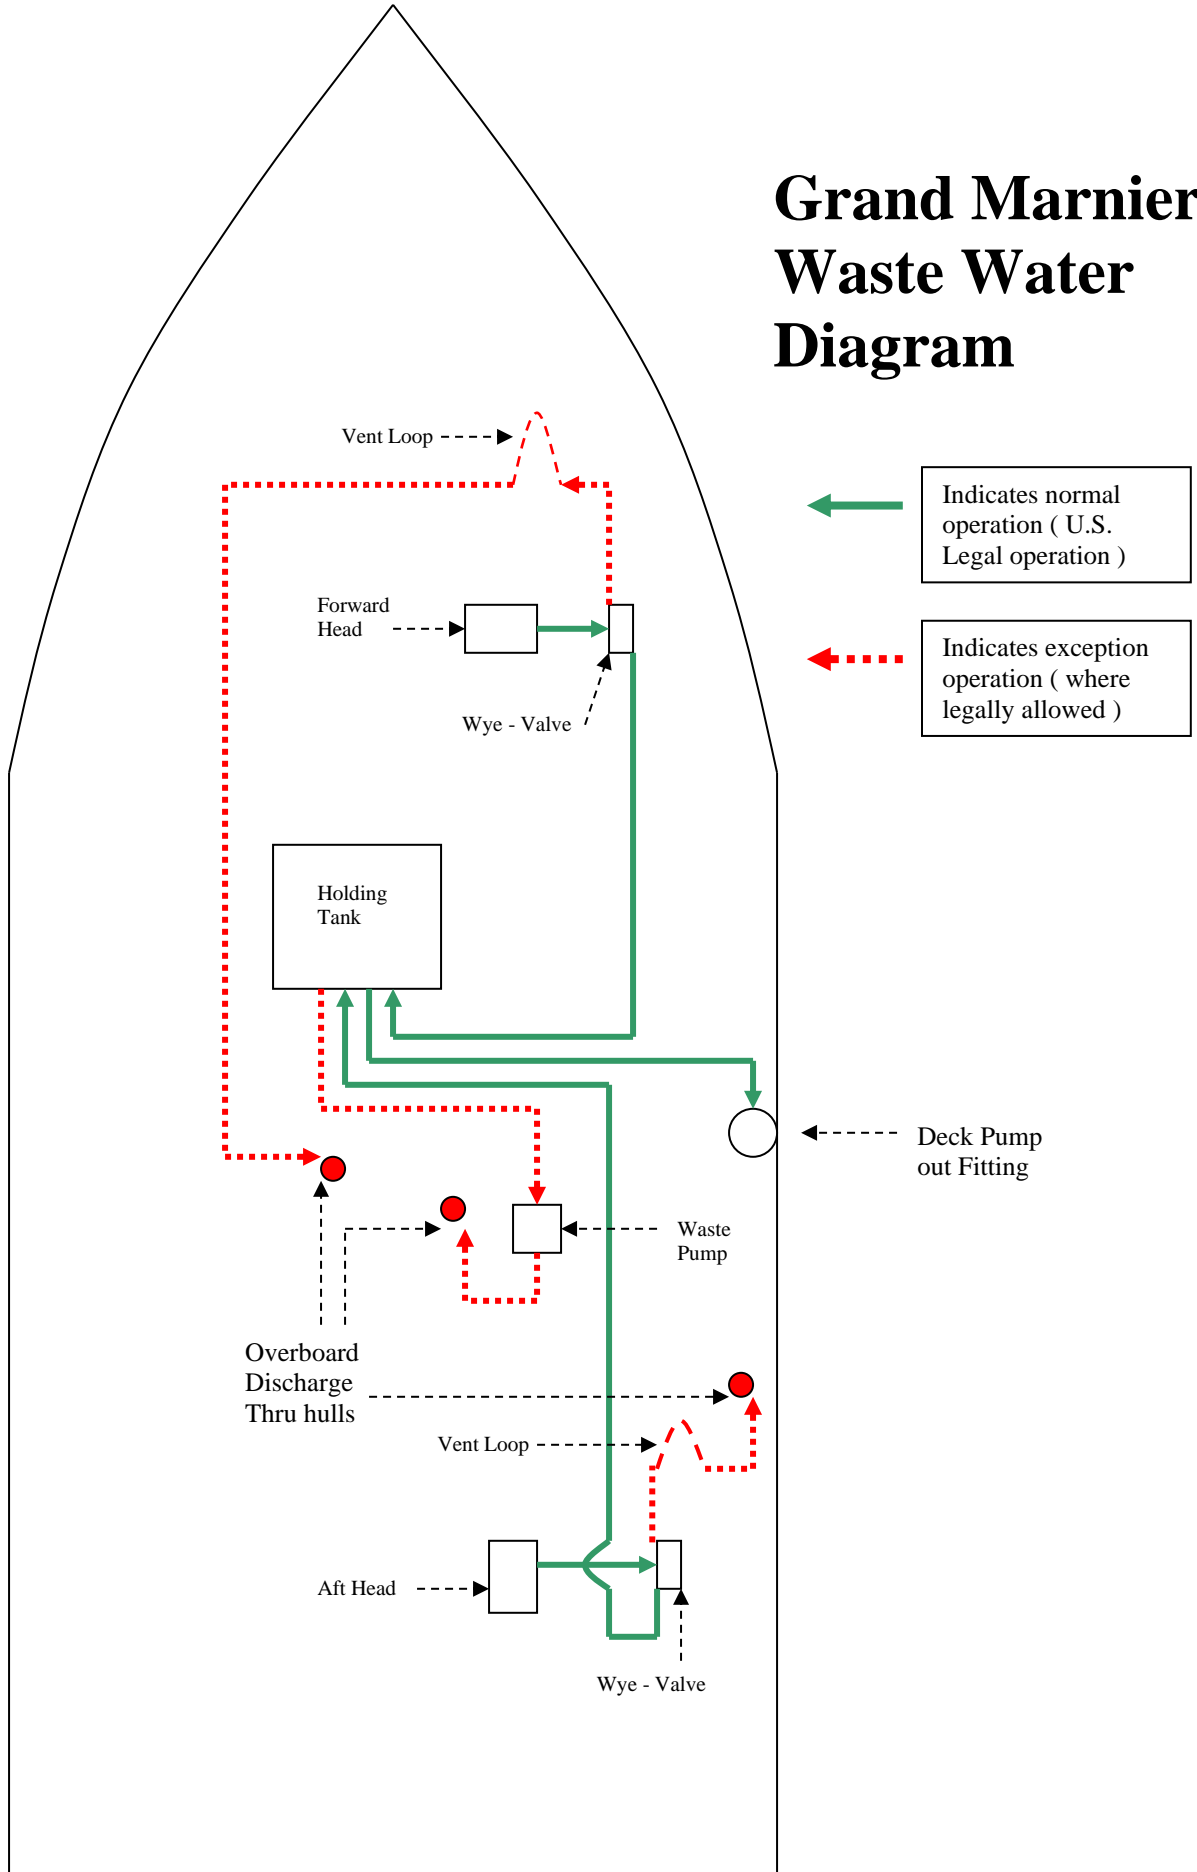 Grand Marnier
Waste Water
Diagram
Vent Loop
Indicates normal
operation ( U.S.
Legal operation )
Forward
Head
Indicates exception
operation ( where
legally allowed )
Wye - Valve
Holding
Tank
Deck Pump
out Fitting
Waste
Pump
Overboard
Discharge
Thru hulls
Vent Loop
Aft Head
Wye - Valve